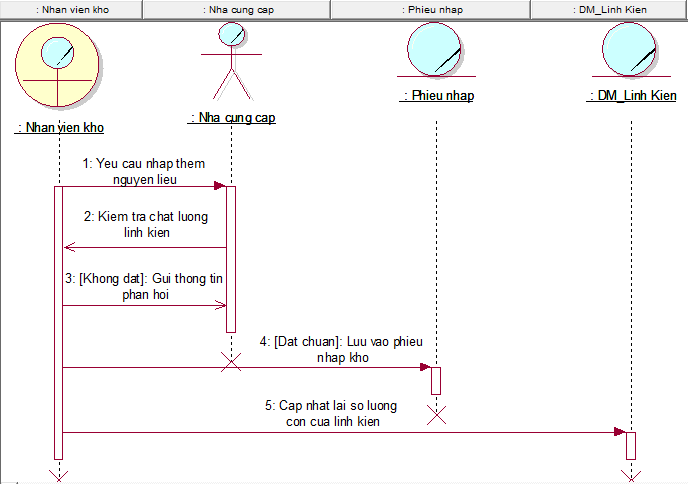 : Nhan vien kho
: Nha cung cap
: Phieu nhap
: DM_Linh Kien
: Nhan vien kho
: Nha cung cap
: Phieu nhap
: DM_Linh Kien
1: Yeu cau nhap them
nguyen lieu
2: Kiem tra chat luong
linh kien
3: [Khong dat]: Gui thong tin
phan hoi
4: [Dat chuan]: Luu vao phieu
nhap kho
5: Cap nhat lai so luong
con cua linh kien